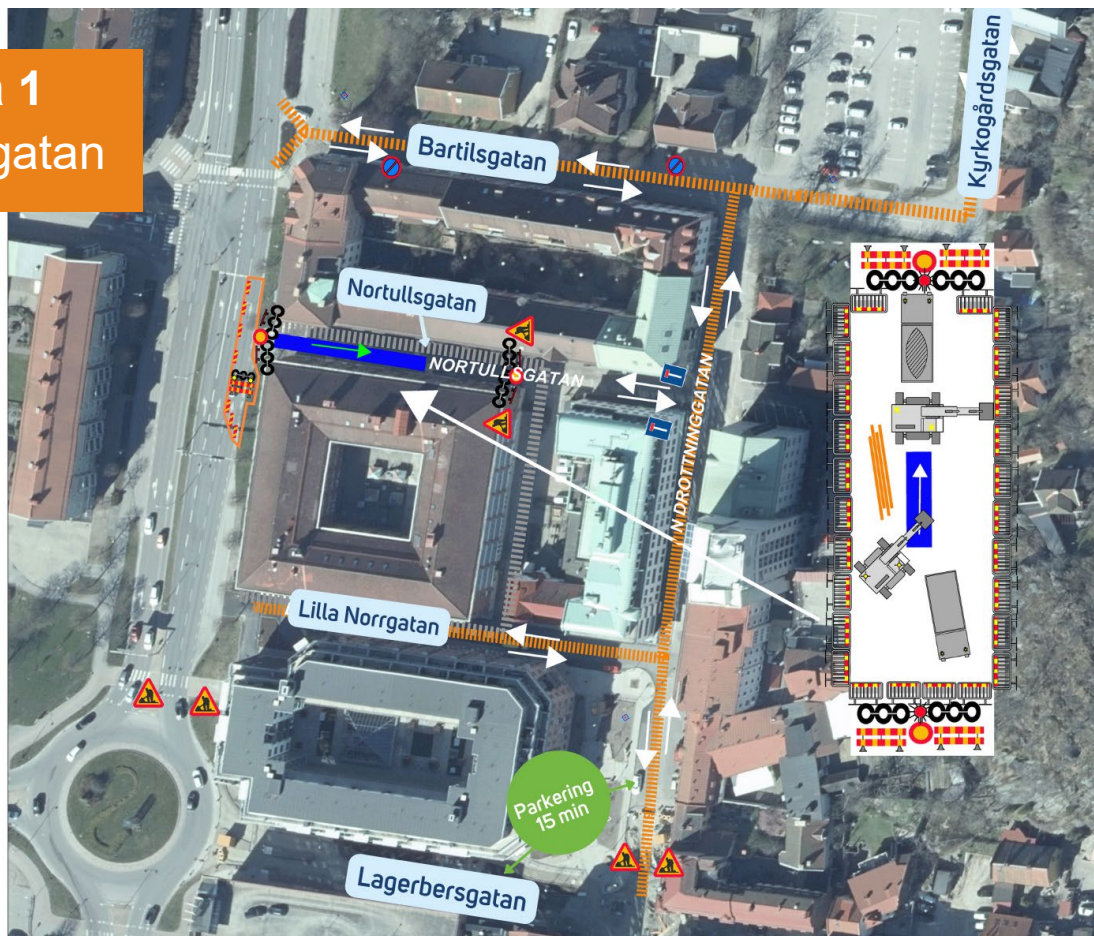 1
gatan
Bartilsgatan
Kyrkogårdsgatan
Nortullsgatan
NORTULLSGATAN
N DROTTNINGGATAN
Lilla Norrgatan
Parkering
15 min
Lagerbersgatan